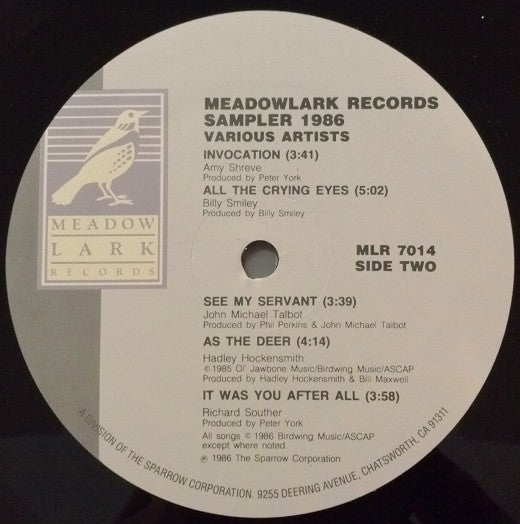 MEADOWLARK RECORDS
SAMPLER 1986
VARIOUS ARTISTS
INVOCATION (3:41)
Amy Shreve
Produced by Peter York
ALL THE CRYING EYES (5:02)
Billy Smiley
Produced by Billy Smiley
MEADOW
LARK
RECORDS
MLR 7014
SIDE TWO
SEE MY SERVANT (3:39)
John Michael Talbot
Produced by Phil Perkins & John Michael Talbot
AS THE DEER (4:14)
Hadley Hockensmith
© 1985 Ol' Jawbone Music/Birdwing Music/ASCAP
Produced by Hadley Hockensmith & Bill Maxwell
IT WAS YOU AFTER ALL (3:58)
Richard Souther
Produced by Peter York
All songs © 1986 Birdwing Music/ASCAP
except where noted.
℗ 1986 The Sparrow Corporation
A DIVISION OF THE SPARROW CORPORATION. 9255 DEERING AVENUE, CHATSWORTH, CA 91311